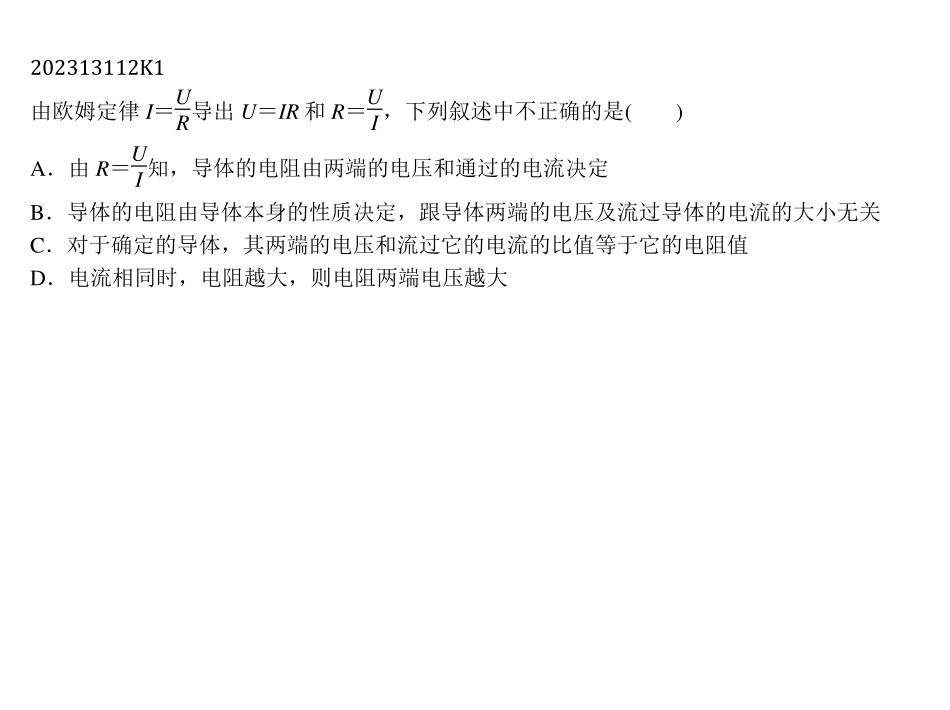 202313112K1
由欧姆定律 I=U/R导出 U=IR 和 R=U/I，下列叙述中不正确的是(　　)
A．由 R=U/I知，导体的电阻由两端的电压和通过的电流决定
B．导体的电阻由导体本身的性质决定，跟导体两端的电压及流过导体的电流的大小无关
C．对于确定的导体，其两端的电压和流过它的电流的比值等于它的电阻值
D．电流相同时，电阻越大，则电阻两端电压越大